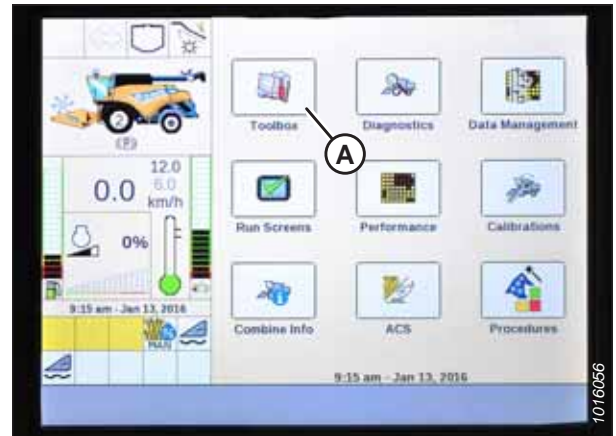 Toolbox
Diagnostics
Data Management
A
2
(P)
12.0
6.0
0.0
km/h
Run Screens
Performance
Calibrations
0%
9:15 am - Jan 13, 2016
MAN
Combine Info
ACS
Procedures
9:15 am - Jan 13, 2016
1016056